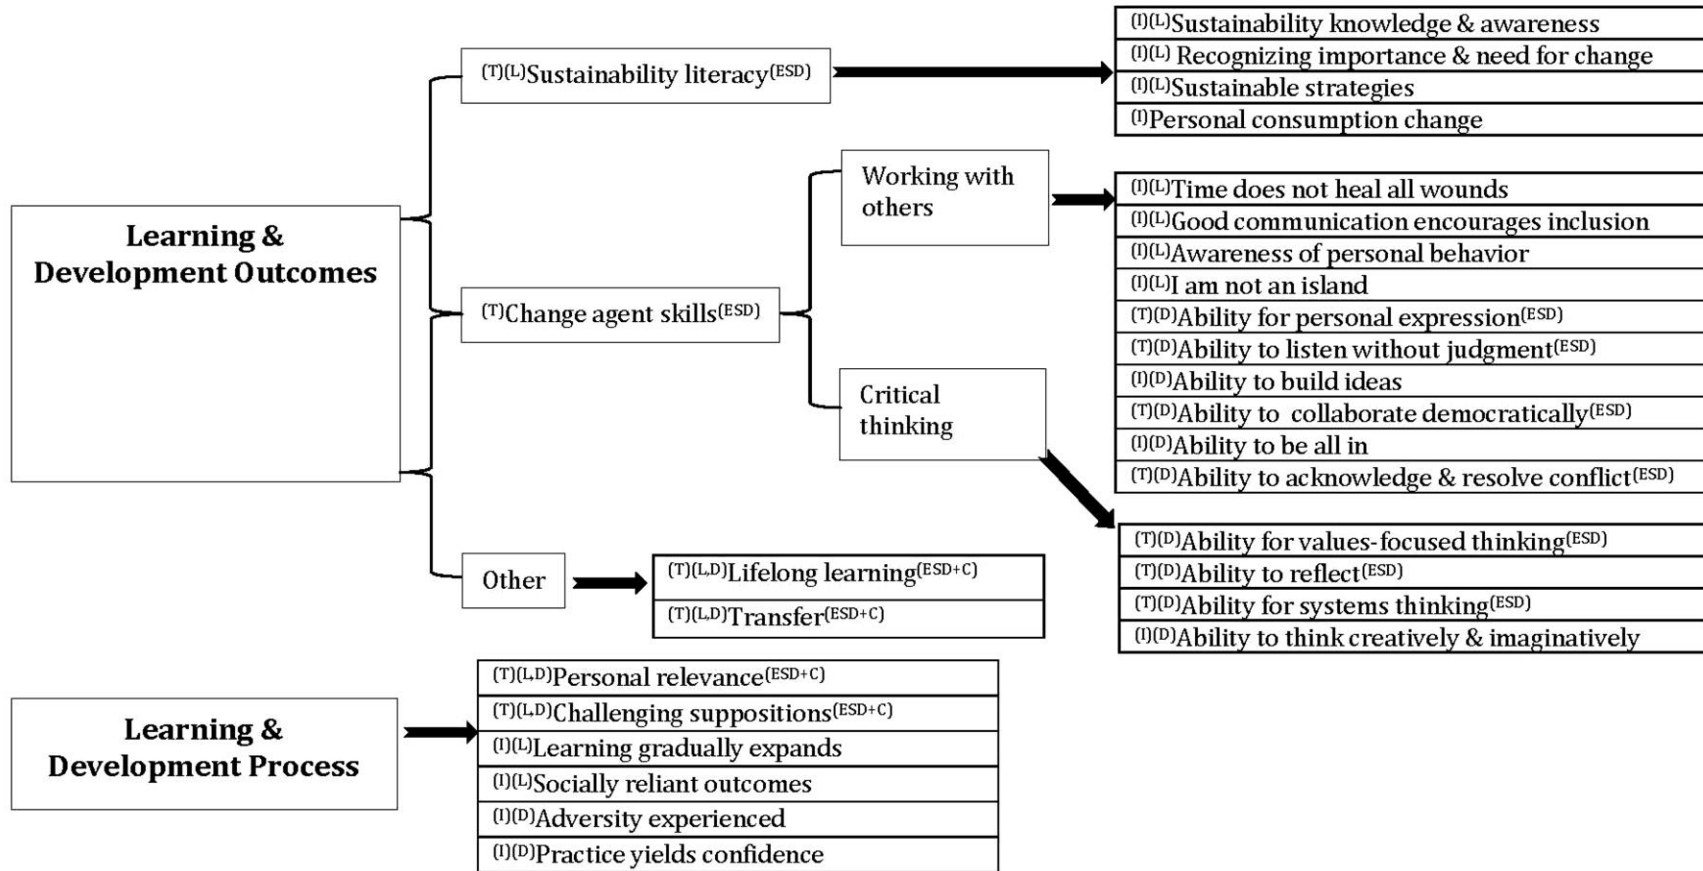 Learning &
Development Outcomes
(T)(L)Sustainability literacy(ESD)
(I)(L)Sustainability knowledge & awareness
(I)(L) Recognizing importance & need for change
(I)(L)Sustainable strategies
(I)Personal consumption change
(T)Change agent skills(ESD)
Working with
others
(I)(L)Time does not heal all wounds
(I)(L)Good communication encourages inclusion
(I)(L)Awareness of personal behavior
(I)(L)I am not an island
(T)(D)Ability for personal expression(ESD)
(T)(D)Ability to listen without judgment(ESD)
(I)(D)Ability to build ideas
(T)(D)Ability to collaborate democratically(ESD)
(I)(D)Ability to be all in
(T)(D)Ability to acknowledge & resolve conflict(ESD)
Critical
thinking
(T)(D)Ability for values-focused thinking(ESD)
(T)(D)Ability to reflect(ESD)
(T)(D)Ability for systems thinking(ESD)
(I)(D)Ability to think creatively & imaginatively
Other
(T)(L,D)Lifelong learning(ESD+C)
(T)(L,D)Transfer(ESD+C)
Learning &
Development Process
(T)(L,D)Personal relevance(ESD+C)
(T)(L,D)Challenging suppositions(ESD+C)
(I)(L)Learning gradually expands
(I)(L)Socially reliant outcomes
(I)(D)Adversity experienced
(I)(D)Practice yields confidence